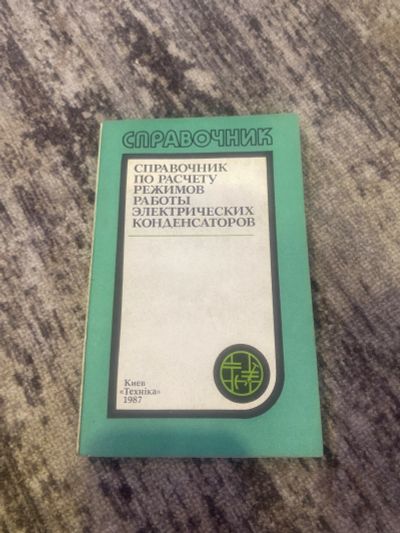 СПРАВОЧНИК
СПРАВОЧНИК
ПО РАСЧЕТУ
РЕЖИМОВ
РАБОТЫ
ЭЛЕКТРИЧЕСКИХ
КОНДЕНСАТОРОВ
Киев
«Техніка»
1987